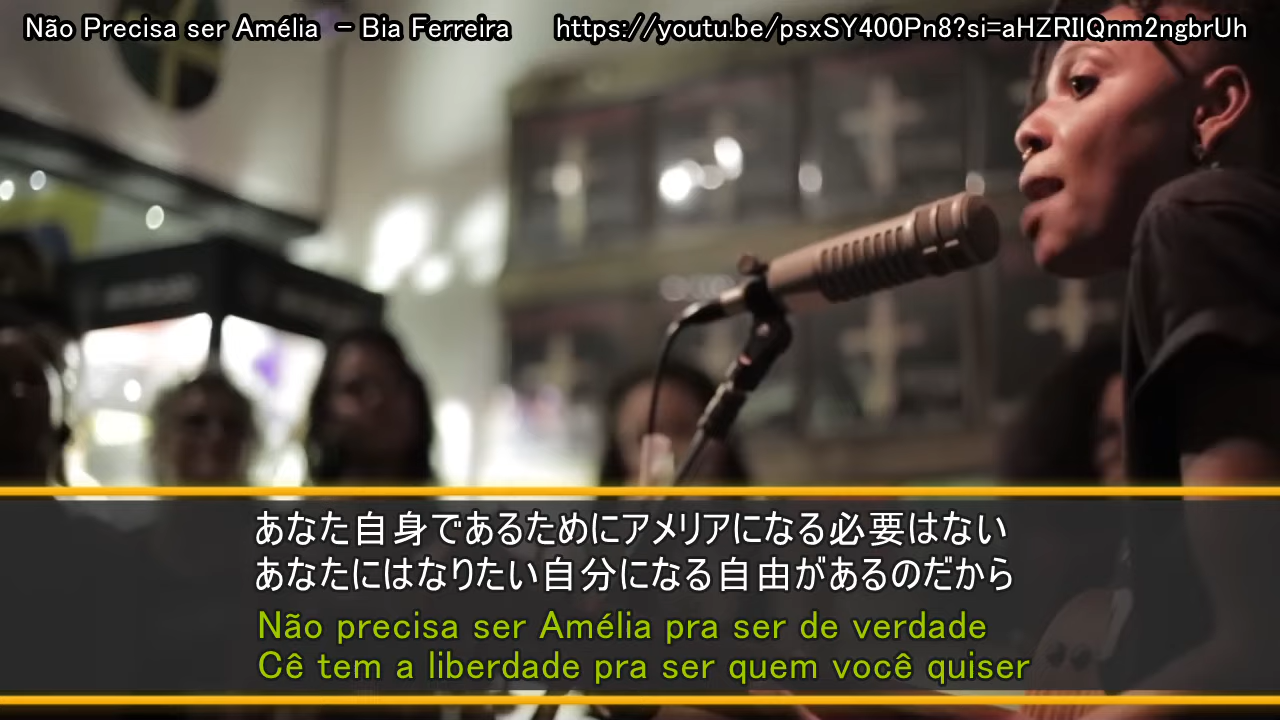 Não Precisa ser Amélia - Bia Ferreira https://youtu.be/psxSY400Pn8?si=aHZRIlQnm2ngbrUh
あなた自身であるためにアメリアになる必要はない
あなたにはなりたい自分になる自由があるのだから
Não precisa ser Amélia pra ser de verdade
Cê tem a liberdade pra ser quem você quiser